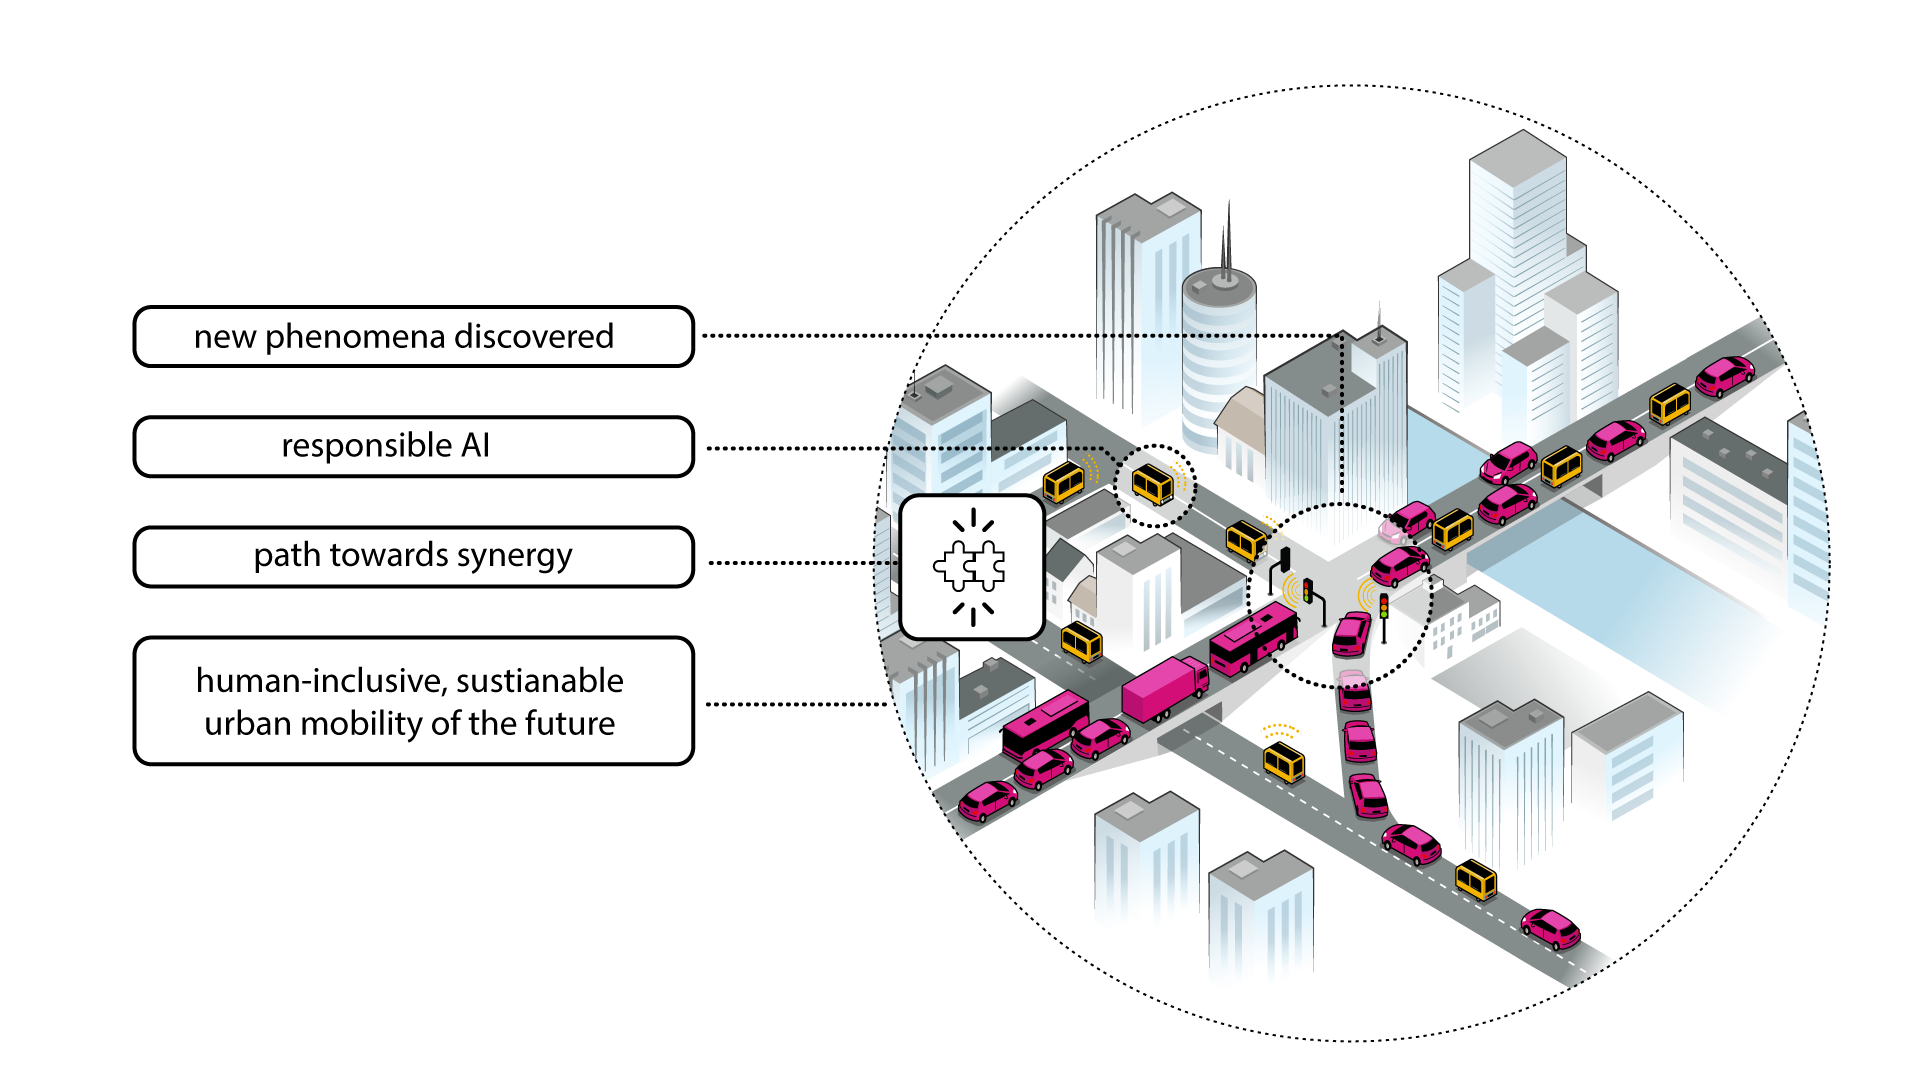 new phenomena discovered
responsible AI
path towards synergy
human-inclusive, sustianable
urban mobility of the future